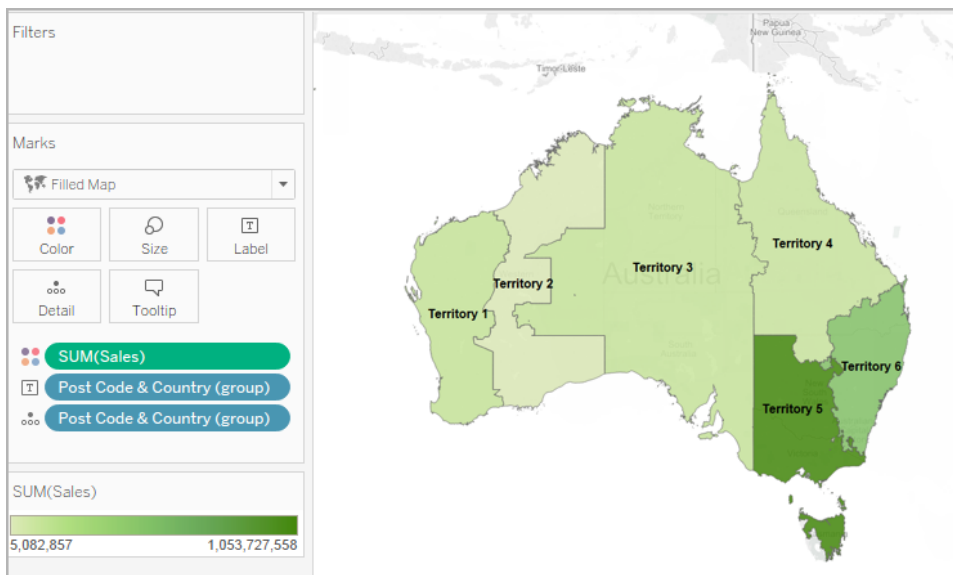 Filters
Marks
Filled Map
Color
Size
T
Label
Detail
Tooltip
SUM(Sales)
T
Post Code & Country (group)
Post Code & Country (group)
SUM(Sales)
5,082,857
1,053,727,558
Papua
New Guinea
Timor-Leste
Northern
Territory
Australia
Territory 1
Territory 2
Territory 3
Territory 4
Territory 5
Territory 6